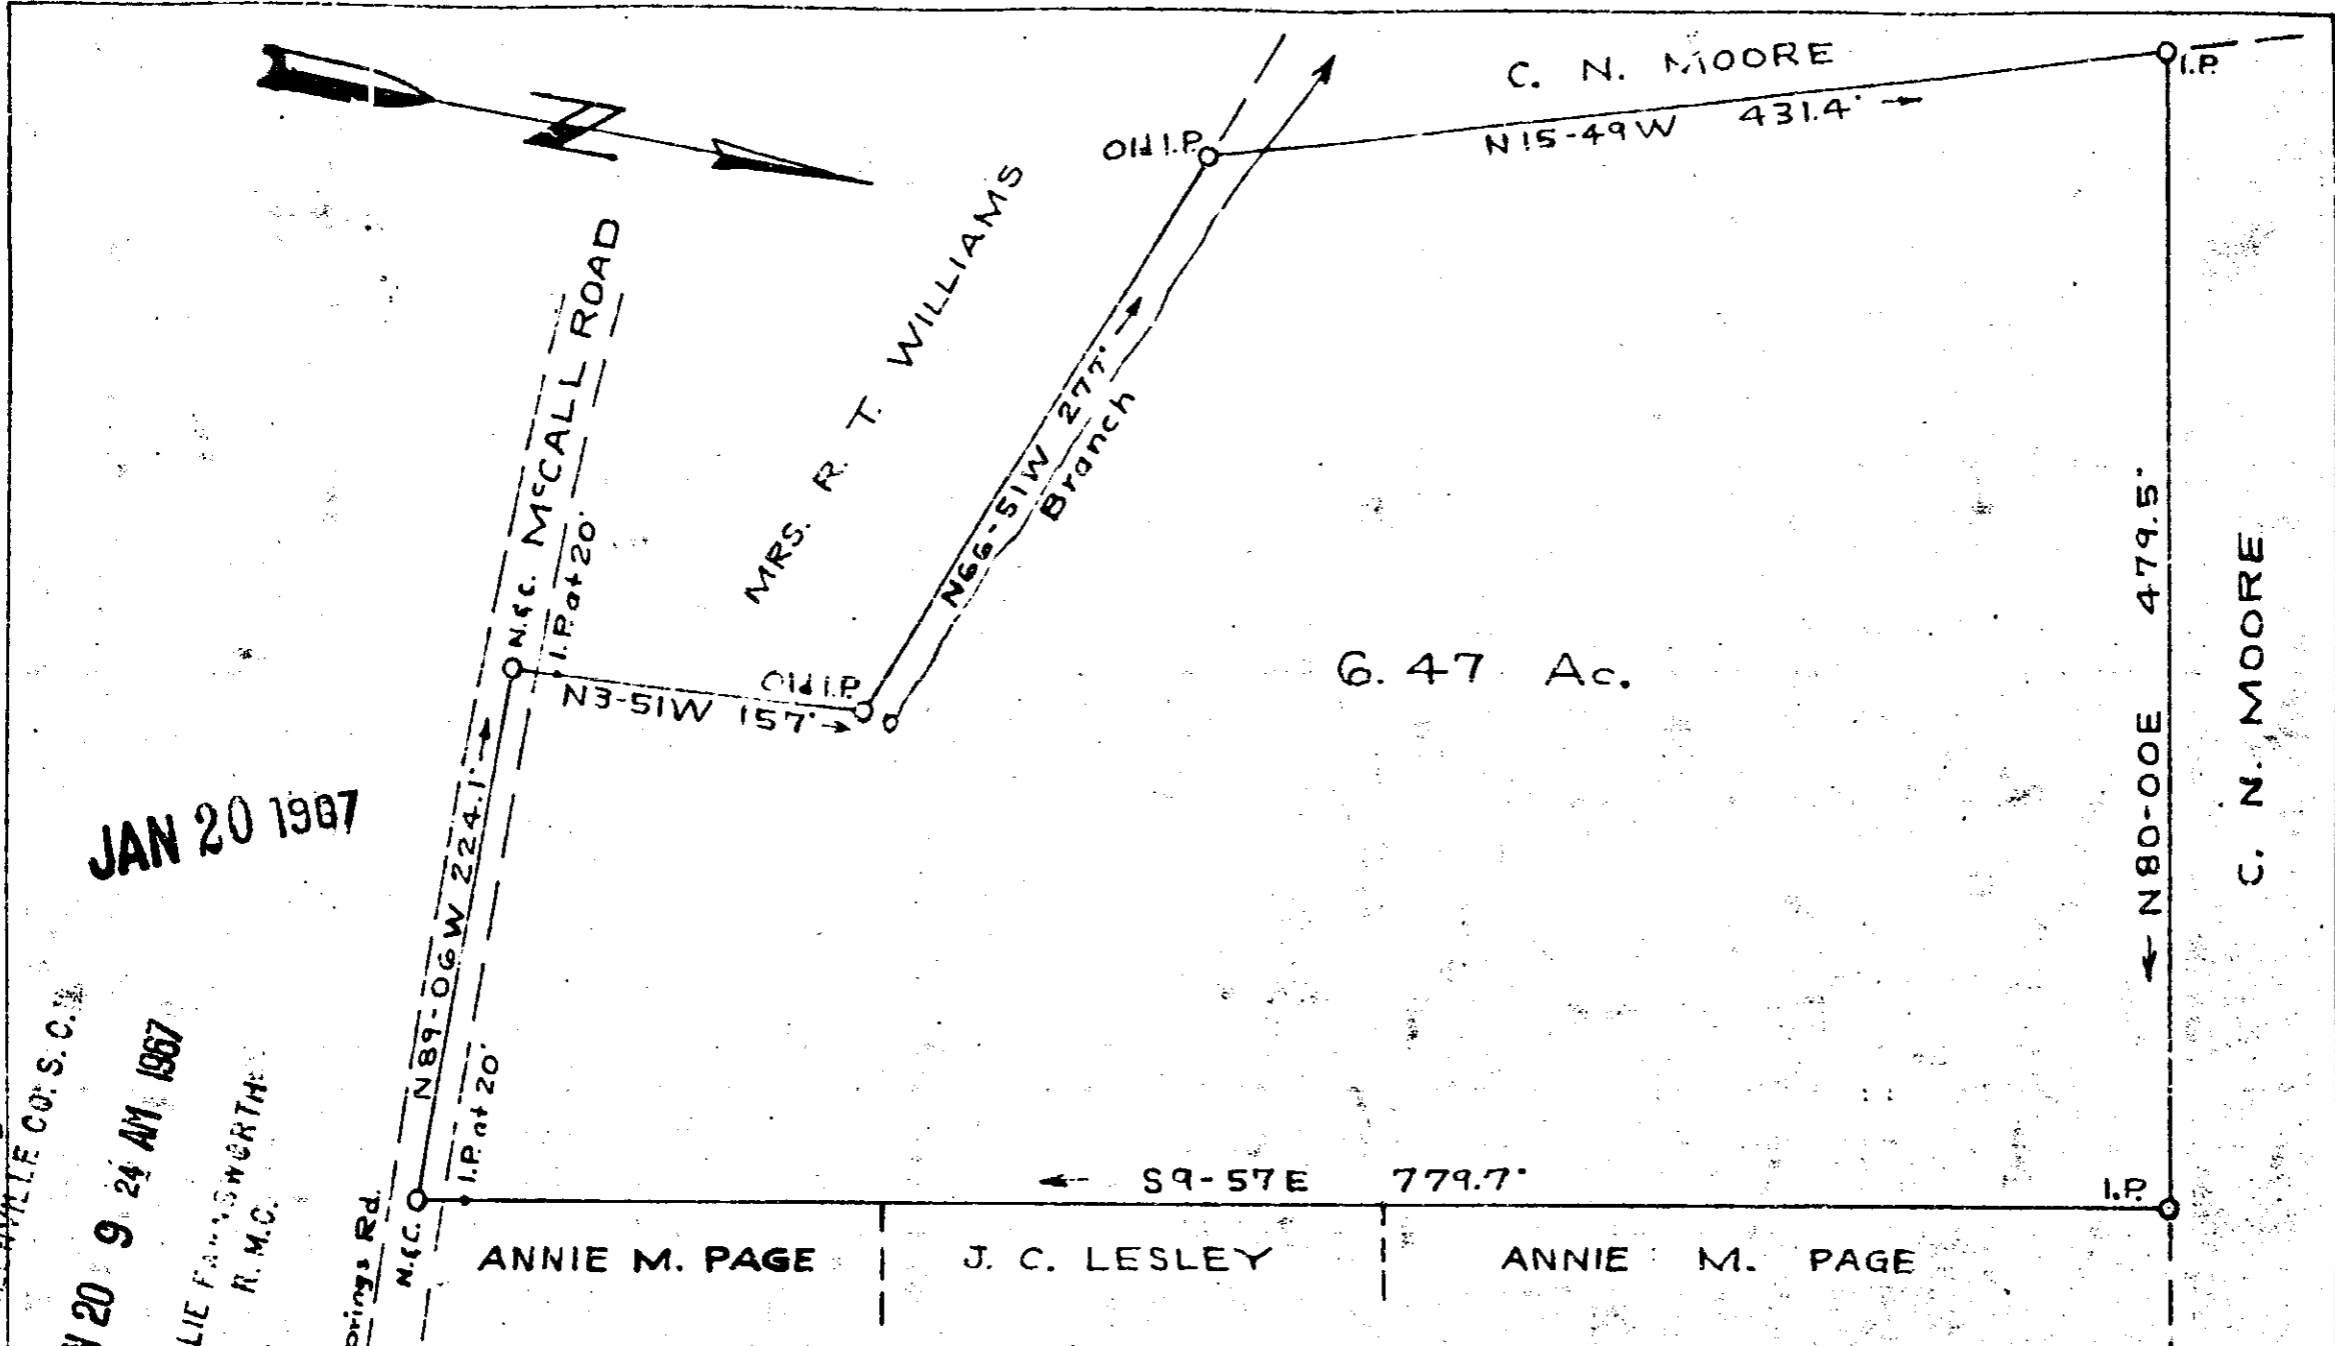 C. N. MOORE
I.P.
N15-49W 431.4'
Old I.P.
N
MRS. R. T. WILLIAMS
McCALL ROAD
N.&C.
I.P. at 20'
N66-51W 277'
Branch
Old I.P.
N3-51W 157'
6.47 Ac.
N80-00E 479.5'
C. N. MOORE
N89-06W 224.1'
JAN 20 1967
I.P. at 20'
S9-57E 779.7'
I.P.
N.&C.
ANNIE M. PAGE
J. C. LESLEY
ANNIE M. PAGE
CO. S. C.
20 9 24 AM 1967
R. M. C.
Rd.